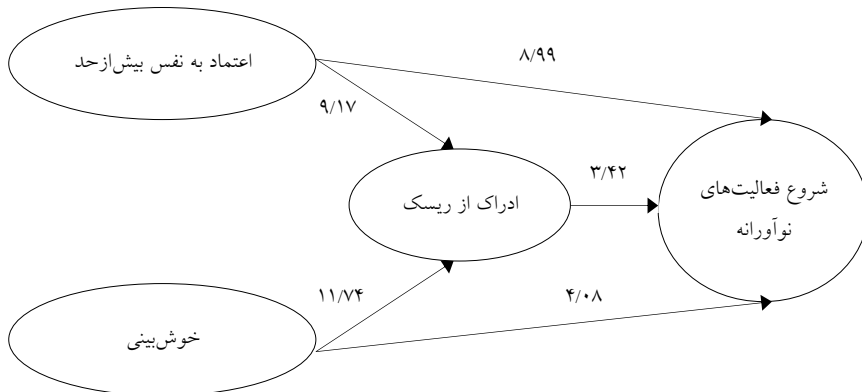 اعتماد به نفس بیش‌ازحد
۸/۹۹
۹/۱۷
ادراک از ریسک
۳/۴۲
شروع فعالیت‌های
نوآورانه
۱۱/۷۴
۴/۰۸
خوش‌بینی